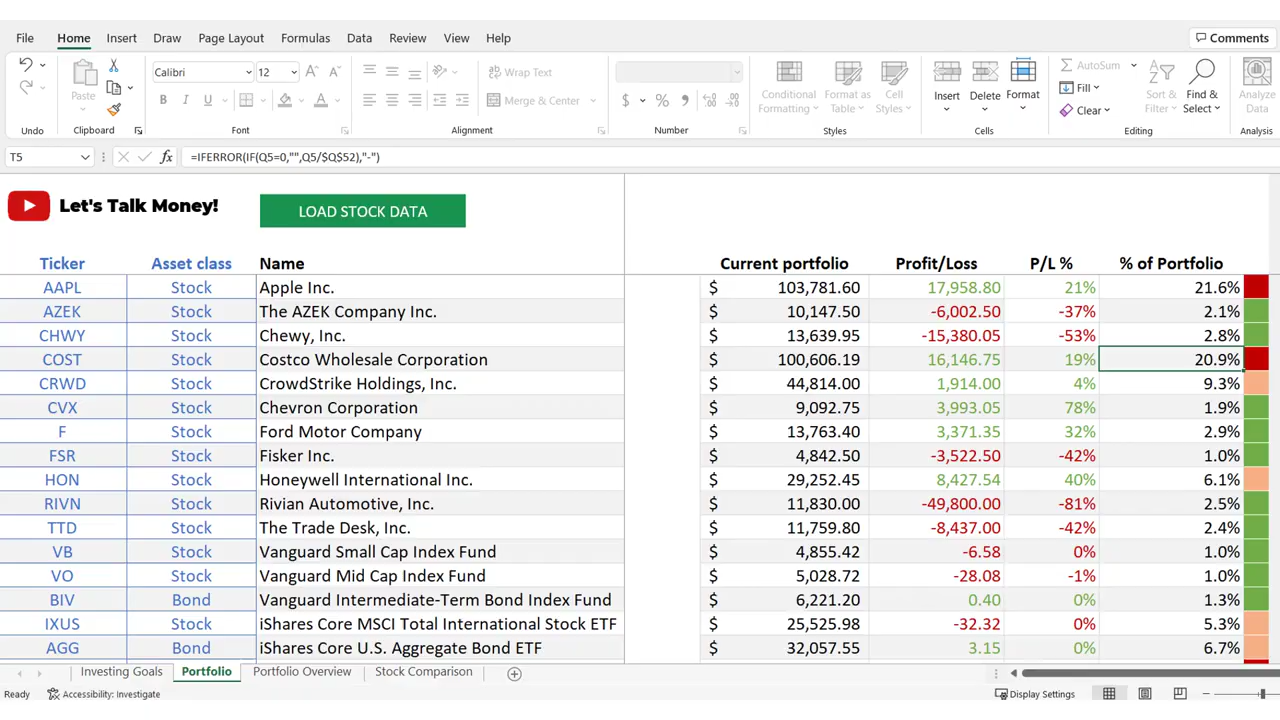 File Home Insert Draw Page Layout Formulas Data Review View Help Comments
Calibri 12 Wrap Text AutoSum
Paste B I U Merge & Center $ % Conditional Formatting Format as Table Cell Styles Insert Delete Format Fill Sort & Filter Find & Select Analyze Data
Clear
Undo Clipboard Font Alignment Number Styles Cells Editing Analysis
T5 fx =IFERROR(IF(Q5=0,"",Q5/$Q$52),"-")
Let's Talk Money! LOAD STOCK DATA
Ticker Asset class Name Current portfolio Profit/Loss P/L % % of Portfolio
AAPL Stock Apple Inc. $ 103,781.60 17,958.80 21% 21.6%
AZEK Stock The AZEK Company Inc. $ 10,147.50 -6,002.50 -37% 2.1%
CHWY Stock Chewy, Inc. $ 13,639.95 -15,380.05 -53% 2.8%
COST Stock Costco Wholesale Corporation $ 100,606.19 16,146.75 19% 20.9%
CRWD Stock CrowdStrike Holdings, Inc. $ 44,814.00 1,914.00 4% 9.3%
CVX Stock Chevron Corporation $ 9,092.75 3,993.05 78% 1.9%
F Stock Ford Motor Company $ 13,763.40 3,371.35 32% 2.9%
FSR Stock Fisker Inc. $ 4,842.50 -3,522.50 -42% 1.0%
HON Stock Honeywell International Inc. $ 29,252.45 8,427.54 40% 6.1%
RIVN Stock Rivian Automotive, Inc. $ 11,830.00 -49,800.00 -81% 2.5%
TTD Stock The Trade Desk, Inc. $ 11,759.80 -8,437.00 -42% 2.4%
VB Stock Vanguard Small Cap Index Fund $ 4,855.42 -6.58 0% 1.0%
VO Stock Vanguard Mid Cap Index Fund $ 5,028.72 -28.08 -1% 1.0%
BIV Bond Vanguard Intermediate-Term Bond Index Fund $ 6,221.20 0.40 0% 1.3%
IXUS Stock iShares Core MSCI Total International Stock ETF $ 25,525.98 -32.32 0% 5.3%
AGG Bond iShares Core U.S. Aggregate Bond ETF $ 32,057.55 3.15 0% 6.7%
Investing Goals Portfolio Portfolio Overview Stock Comparison
Ready Accessibility: Investigate Display Settings